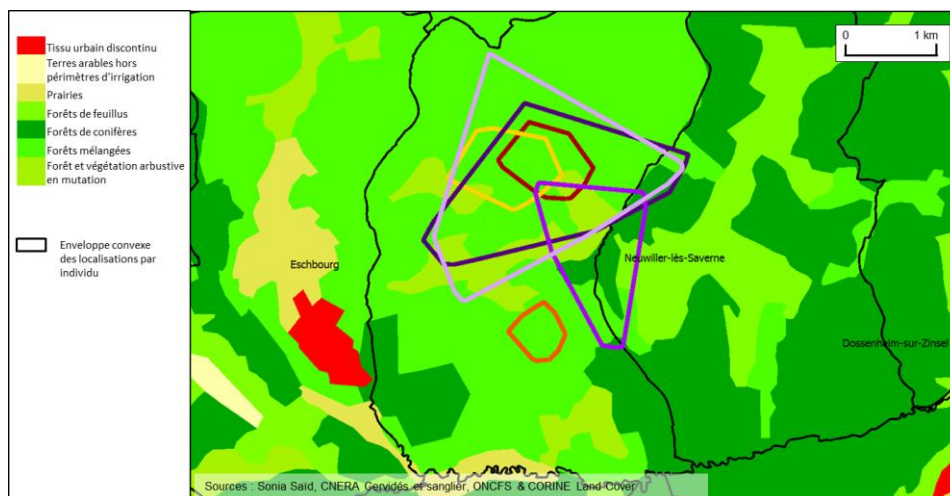 Tissu urbain discontinu
Terres arables hors
périmètres d'irrigation
Prairies
Forêts de feuillus
Forêts de conifères
Forêts mélangées
Forêt et végétation arbustive
en mutation
Enveloppe convexe
des localisations par
individu
0 1 km
Eschbourg
Neuwiller-lès-Saverne
Dossenheim-sur-Zinsel
Sources : Sonia Saïd, CNERA Cervidés et sanglier, ONCFS & CORINE Land Cover